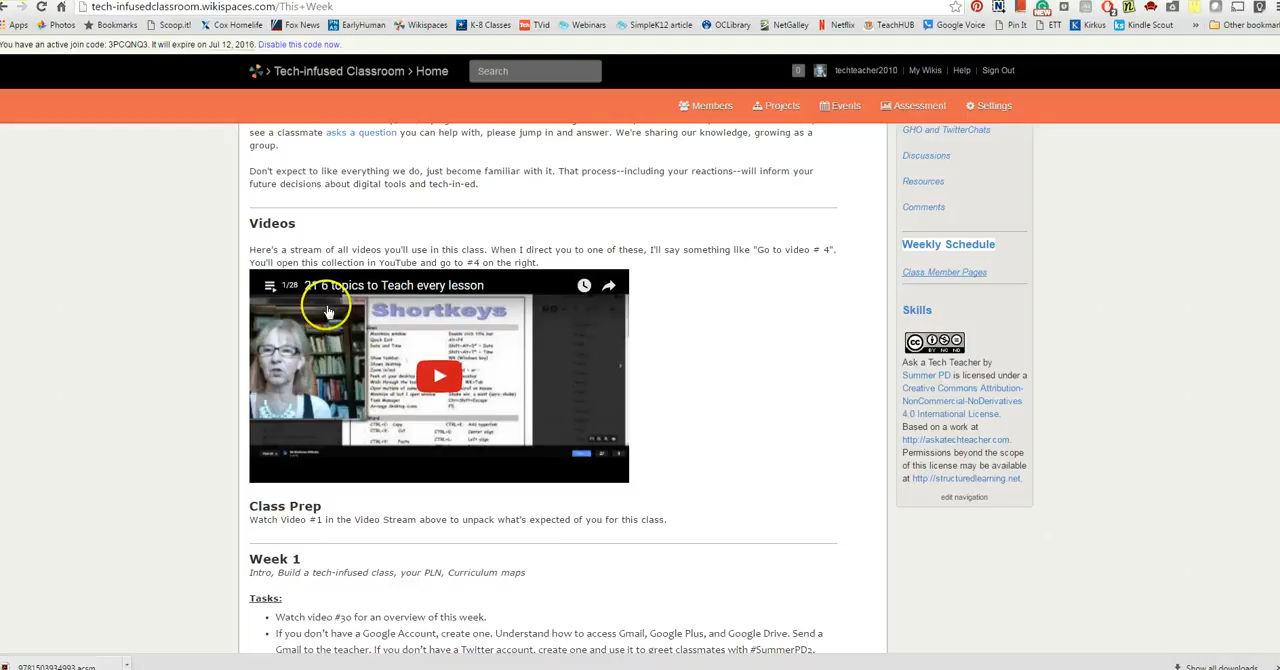 tech-infusedclassroom.wikispaces.com/This+Week
Apps Photos Bookmarks Scoop.it! Cox Homelife Fox News EarlyHuman Wikispaces K-8 Classes TVid Webinars SimpleK12 article OCLibrary NetGalley Netflix TeachHUB Google Voice Pin It ETT Kirkus Kindle Scout » Other bookmark
You have an active join code: 3PCQNQ3. It will expire on Jul 12, 2016. Disable this code now.
> Tech-infused Classroom > Home
Search
0 techteacher2010 | My Wikis | Help | Sign Out
Members Projects Events Assessment Settings
see a classmate asks a question you can help with, please jump in and answer. We're sharing our knowledge, growing as a
group.
Don't expect to like everything we do, just become familiar with it. That process--including your reactions--will inform your
future decisions about digital tools and tech-in-ed.
Videos
Here's a stream of all videos you'll use in this class. When I direct you to one of these, I'll say something like "Go to video # 4".
You'll open this collection in YouTube and go to #4 on the right.
1/28 21 6 topics to Teach every lesson
Shortkeys
Class Prep
Watch Video #1 in the Video Stream above to unpack what's expected of you for this class.
Week 1
Intro, Build a tech-infused class, your PLN, Curriculum maps
Tasks:
• Watch video #30 for an overview of this week.
• If you don't have a Google Account, create one. Understand how to access Gmail, Google Plus, and Google Drive. Send a
Gmail to the teacher. If you don't have a Twitter account, create one and use it to greet classmates with #SummerPD2.
GHO and TwitterChats
Discussions
Resources
Comments
Weekly Schedule
Class Member Pages
Skills
Ask a Tech Teacher by
Summer PD is licensed under a
Creative Commons Attribution-
NonCommercial-NoDerivatives
4.0 International License.
Based on a work at
http://askatechteacher.com.
Permissions beyond the scope
of this license may be available
at http://structuredlearning.net.
edit navigation
9781503934993.acsm
Show all downloads